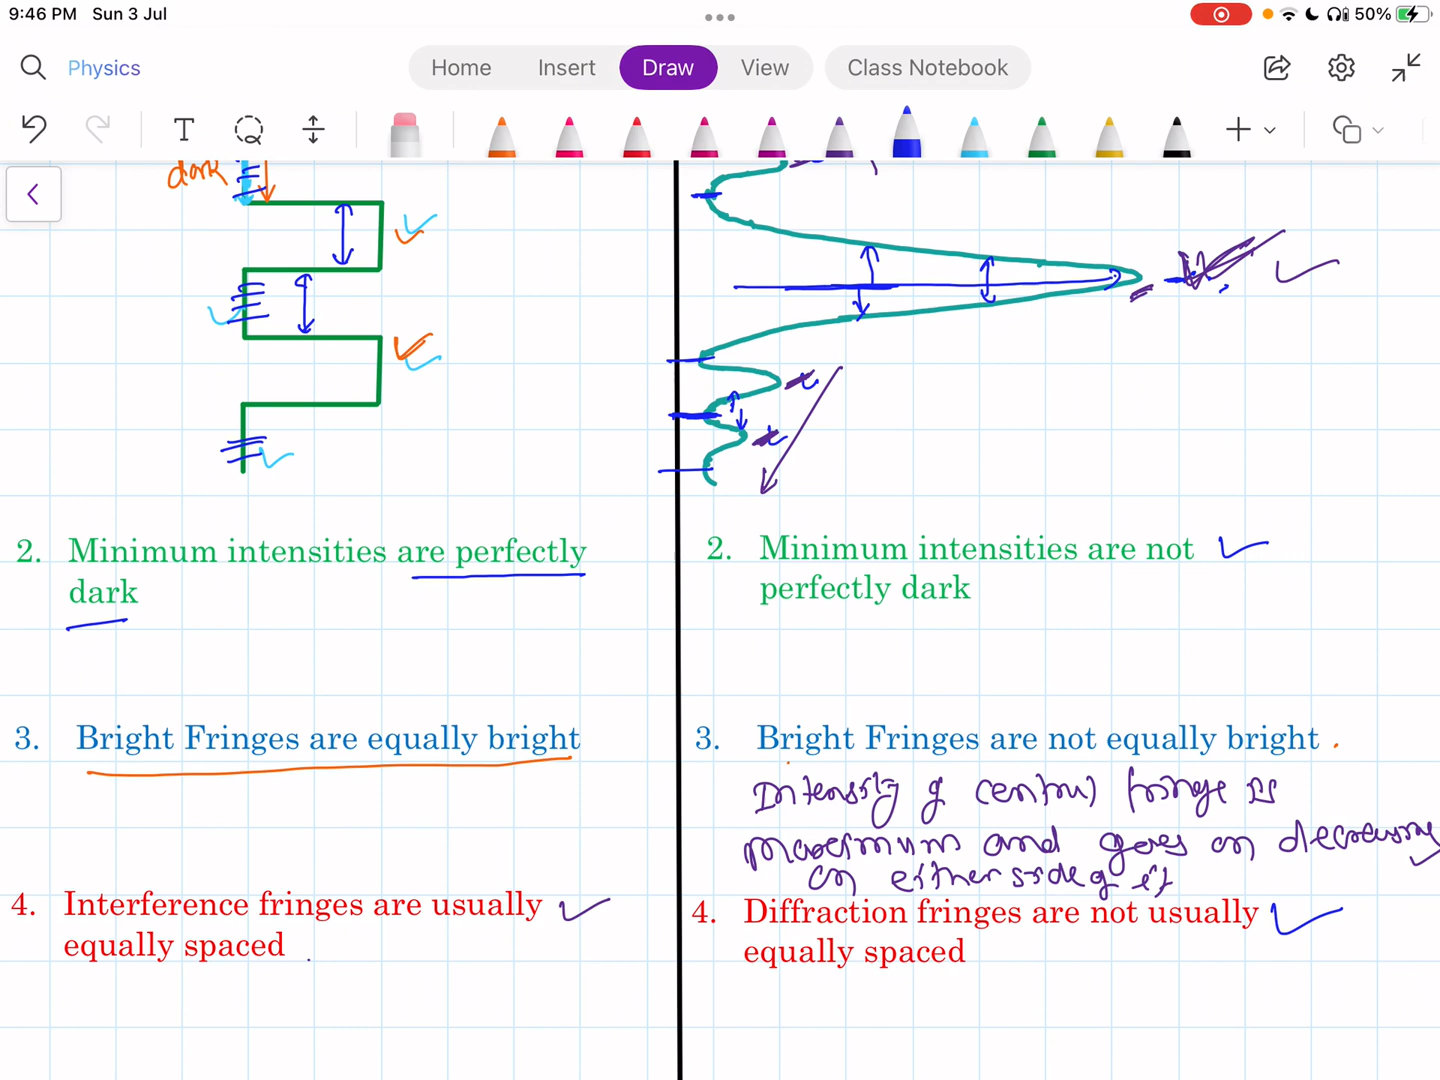 9:46 PM Sun 3 Jul
50%
Physics
Home Insert Draw View Class Notebook
T
dark
2. Minimum intensities are perfectly
dark
3. Bright Fringes are equally bright
4. Interference fringes are usually
equally spaced
2. Minimum intensities are not
perfectly dark
3. Bright Fringes are not equally bright
Intensity of central fringe is
maximum and goes on decreasing
on either side of it
4. Diffraction fringes are not usually
equally spaced